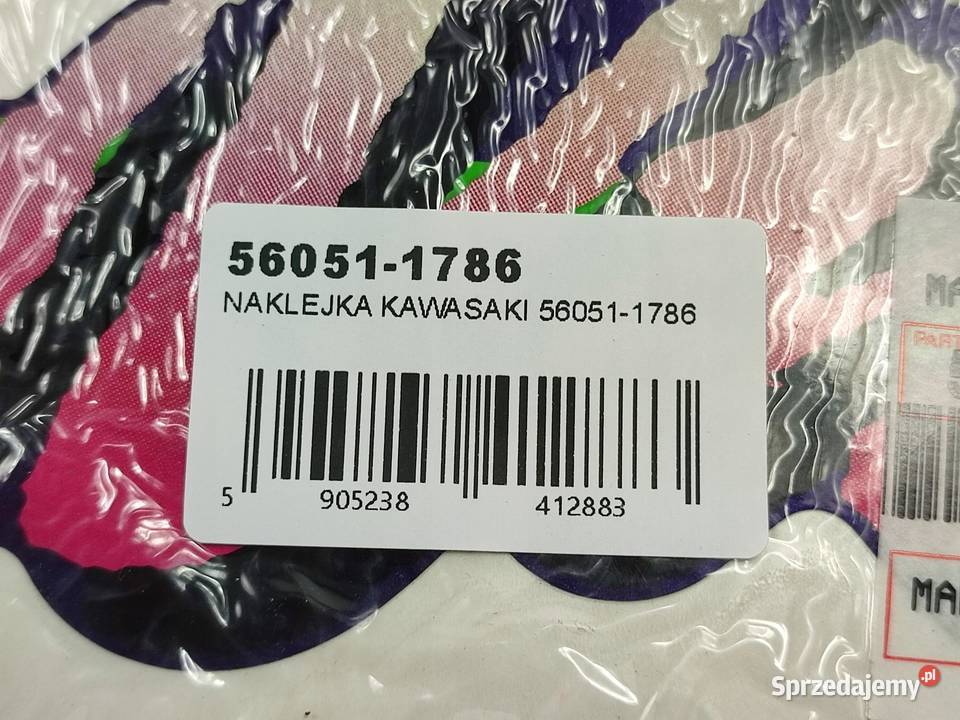 56051-1786
NAKLEJKA KAWASAKI 56051-1786
5 905238 412883
Sprzedajemy.pl